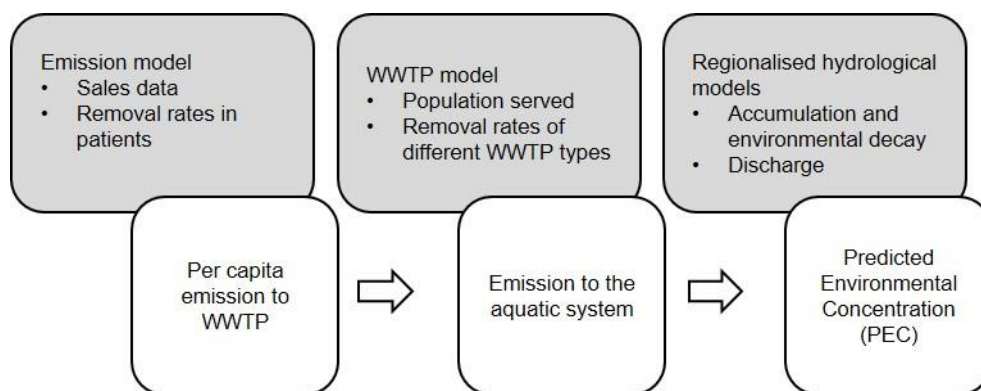 Emission model
• Sales data
• Removal rates in
patients
WWTP model
• Population served
• Removal rates of
different WWTP types
Regionalised hydrological
models
• Accumulation and
environmental decay
• Discharge
Per capita
emission to
WWTP
Emission to the
aquatic system
Predicted
Environmental
Concentration
(PEC)